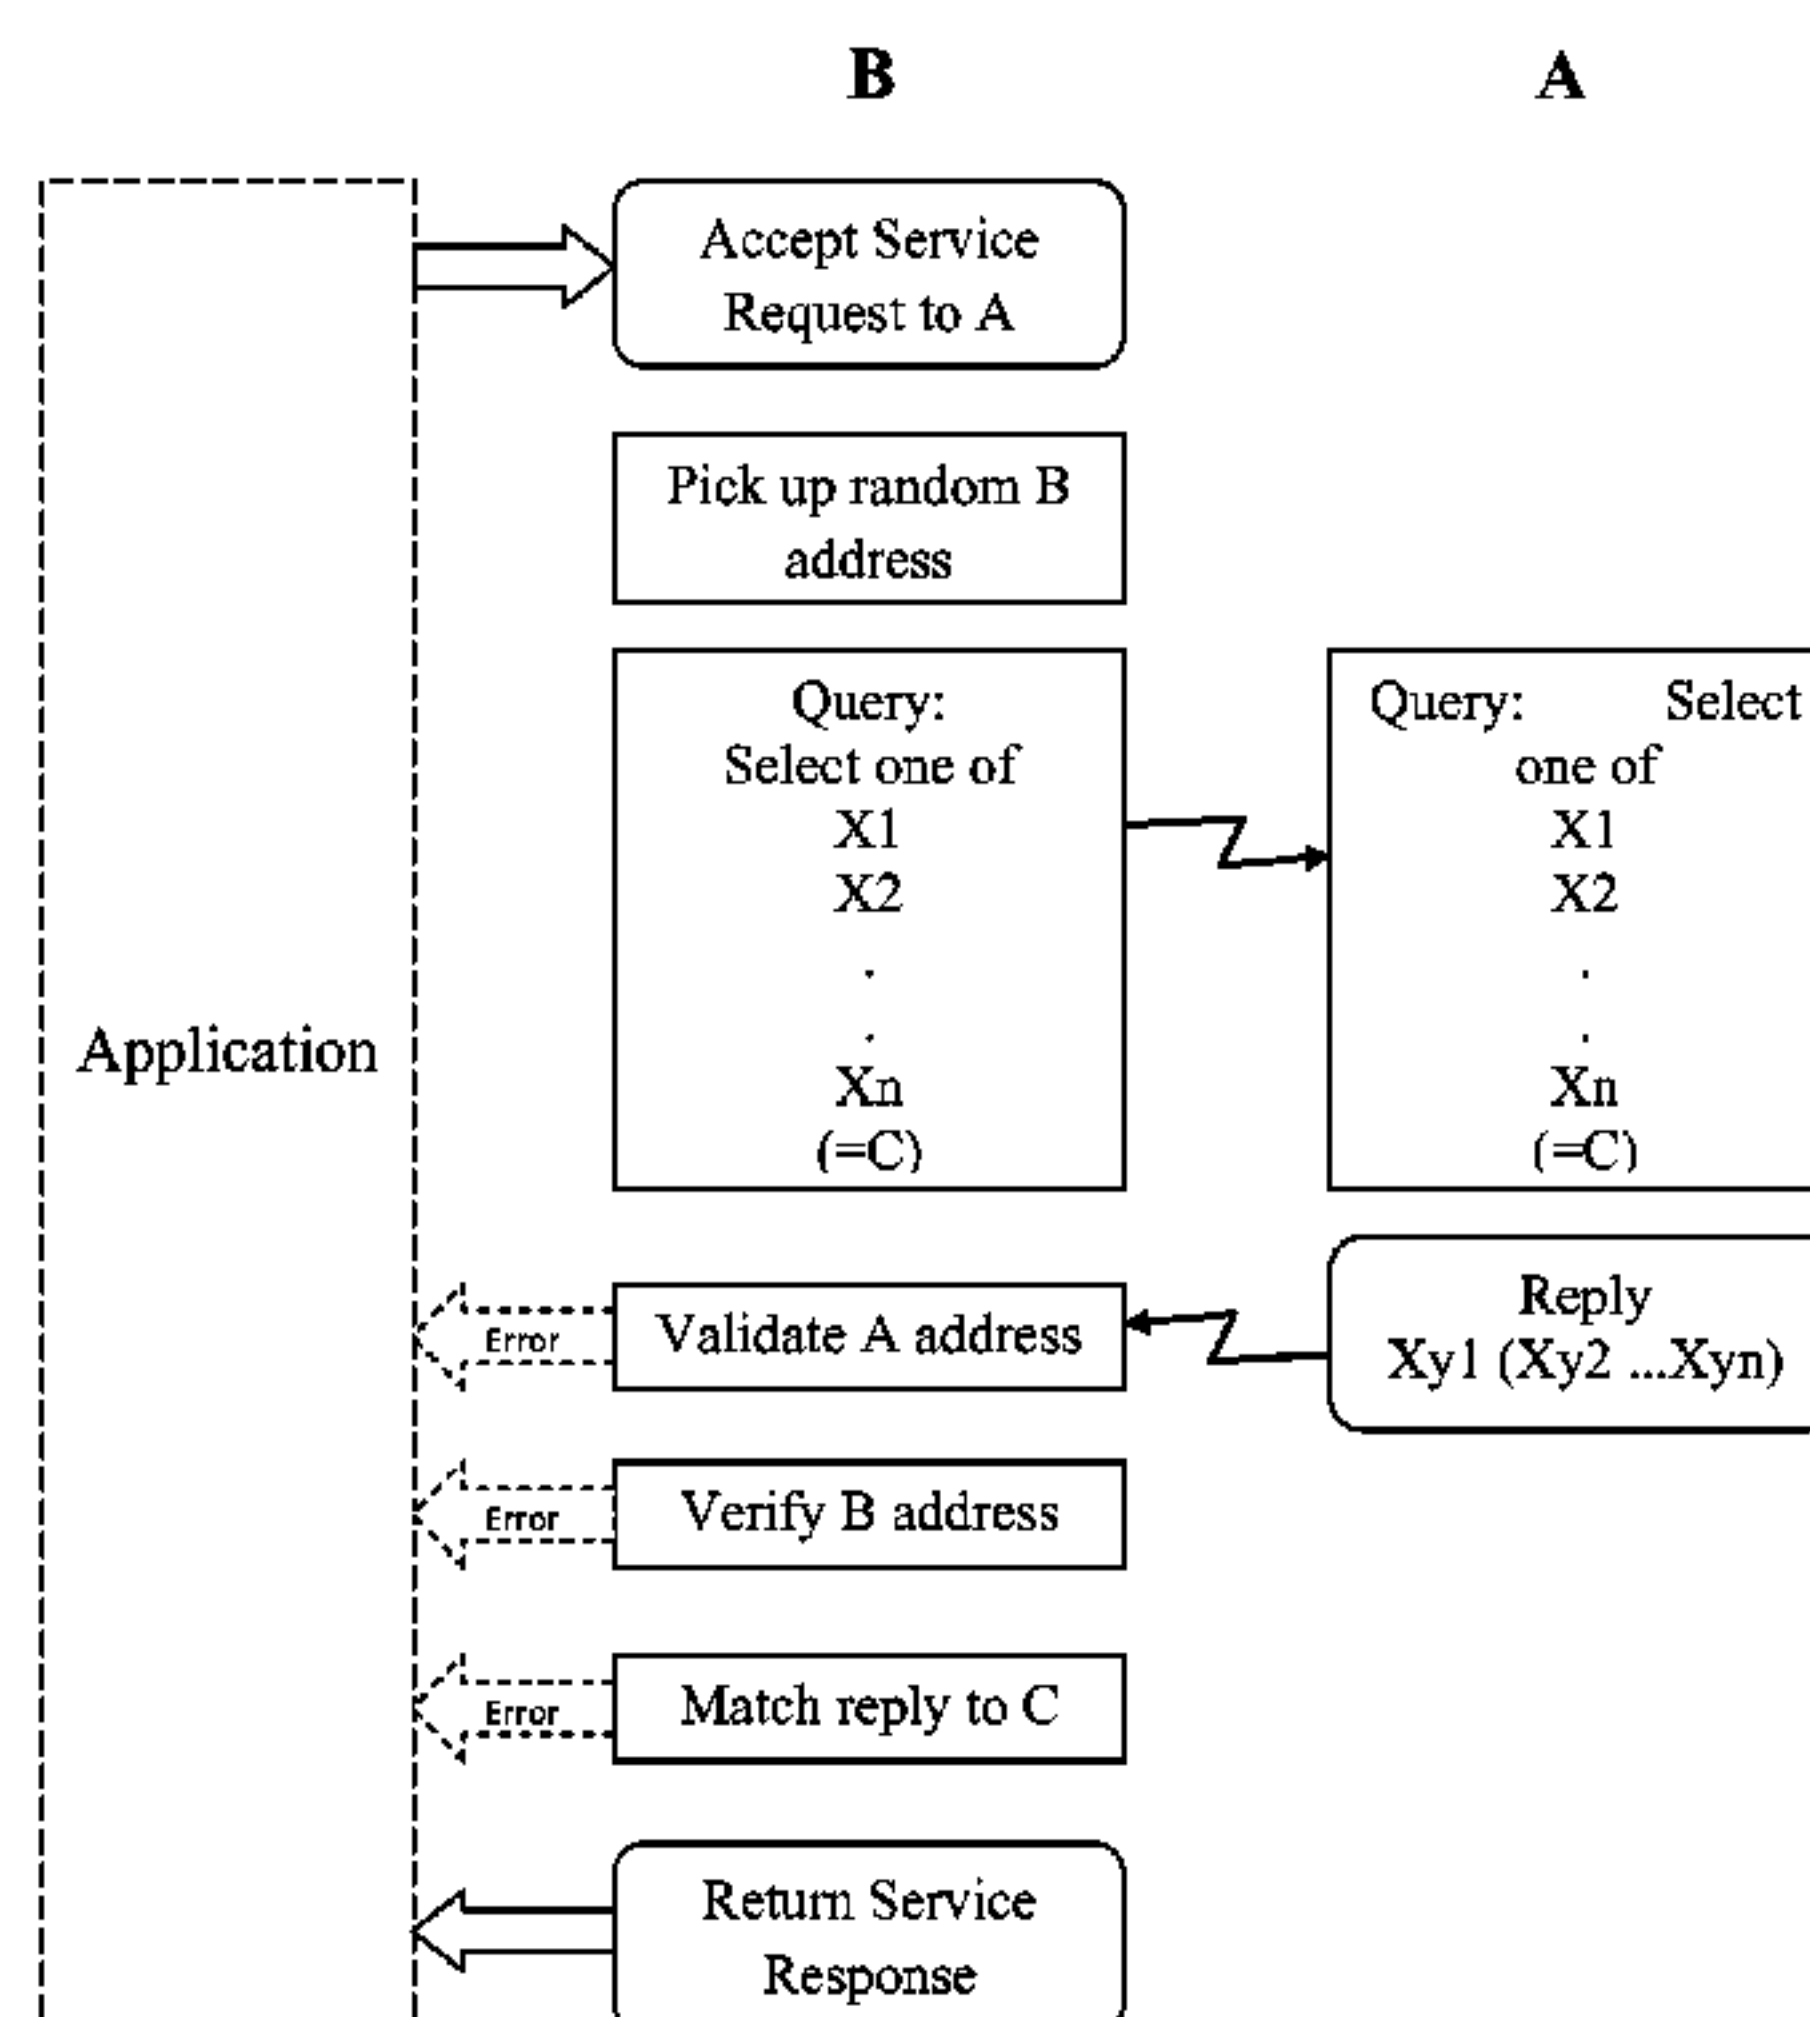 B
A
Accept Service
Request to A
Pick up random B
address
Query:
Select one of
X1
X2
.
.
Xn
(=C)
Query: Select
one of
X1
X2
.
.
Xn
(=C)
Application
Error
Validate A address
Reply
Xy1 (Xy2 ...Xyn)
Error
Verify B address
Error
Match reply to C
Return Service
Response